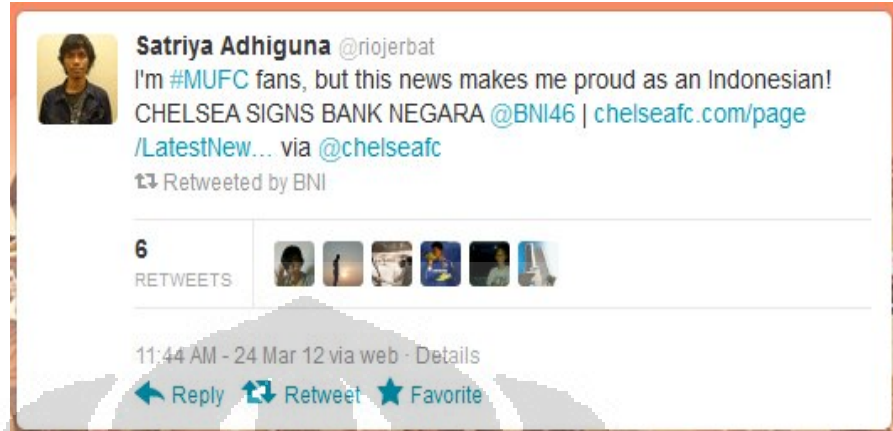 Satriya Adhiguna @riojerbat
I'm #MUFC fans, but this news makes me proud as an Indonesian!
CHELSEA SIGNS BANK NEGARA @BNI46 | chelseafc.com/page
/LatestNew... via @chelseafc
Retweeted by BNI
6
RETWEETS
11:44 AM - 24 Mar 12 via web · Details
Reply Retweet Favorite